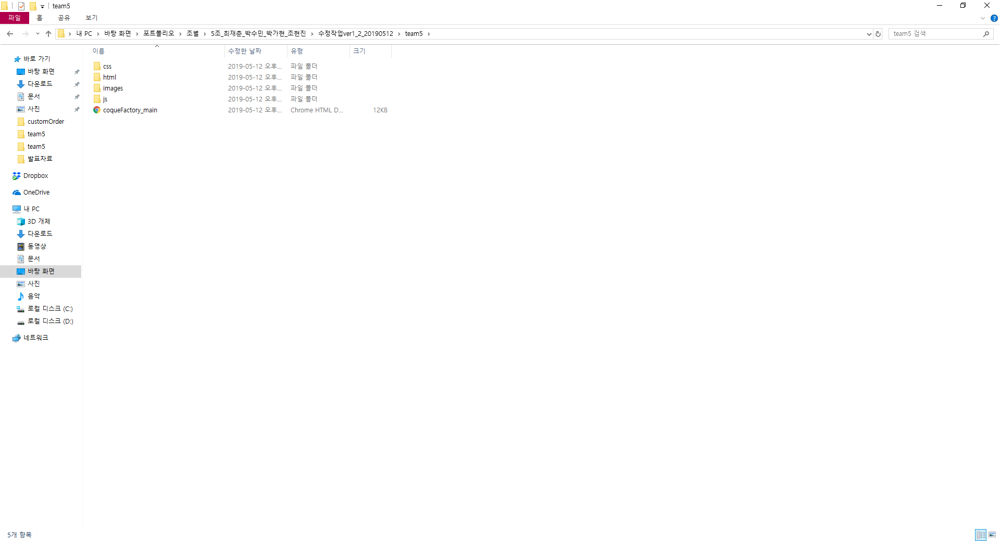 team5
파일 홈 공유 보기
내 PC 바탕 화면 포트폴리오 조별 5조_최재춘_박수민_박가현_조현진 수정작업ver1_2_20190512 team5
team5 검색
바로 가기
바탕 화면
다운로드
문서
사진
customOrder
team5
team5
발표자료
Dropbox
OneDrive
내 PC
3D 개체
다운로드
동영상
문서
바탕 화면
사진
음악
로컬 디스크 (C:)
로컬 디스크 (D:)
네트워크
이름 수정한 날짜 유형 크기
css 2019-05-12 오후... 파일 폴더
html 2019-05-12 오후... 파일 폴더
images 2019-05-12 오후... 파일 폴더
js 2019-05-12 오후... 파일 폴더
coqueFactory_main 2019-05-12 오후... Chrome HTML D... 12KB
5개 항목